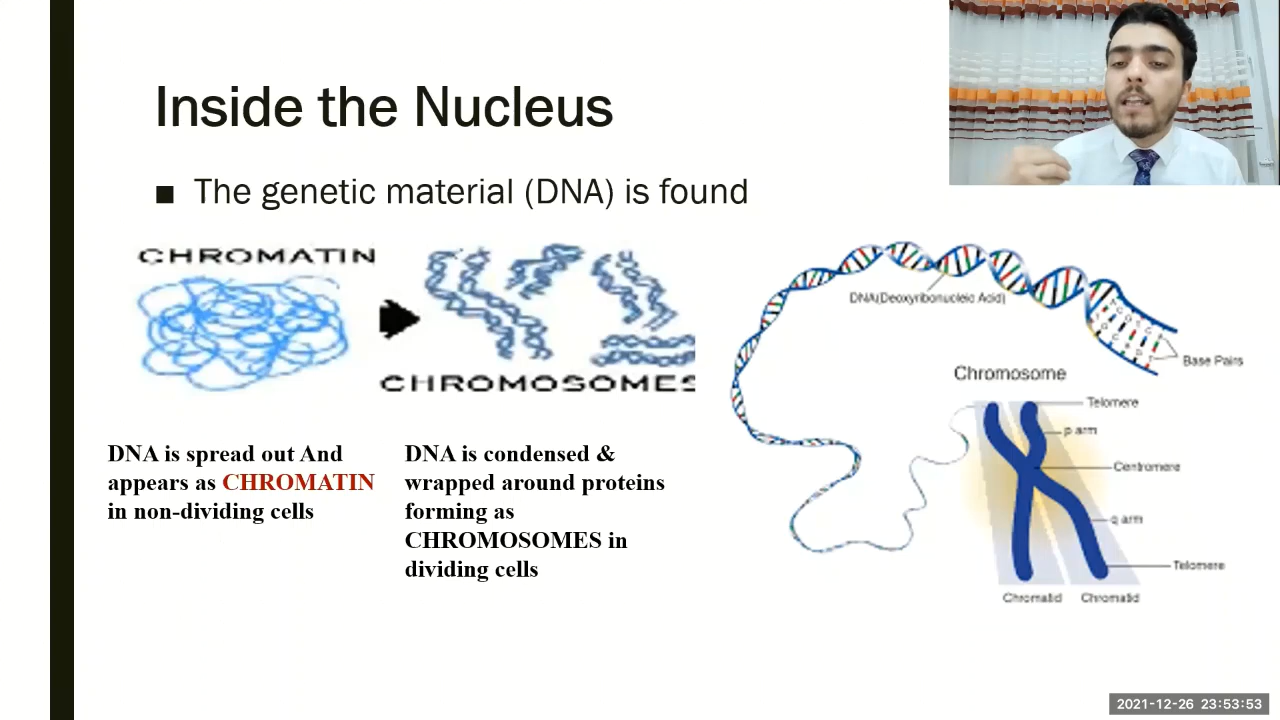 Inside the Nucleus
■ The genetic material (DNA) is found
CHROMATIN
CHROMOSOMES
DNA is spread out And
appears as CHROMATIN
in non-dividing cells
DNA is condensed &
wrapped around proteins
forming as
CHROMOSOMES in
dividing cells
DNA(Deoxyribonucleic Acid)
Base Pairs
Chromosome
Telomere
p arm
Centromere
q arm
Telomere
Chromatid Chromatid
2021-12-26 23:53:53